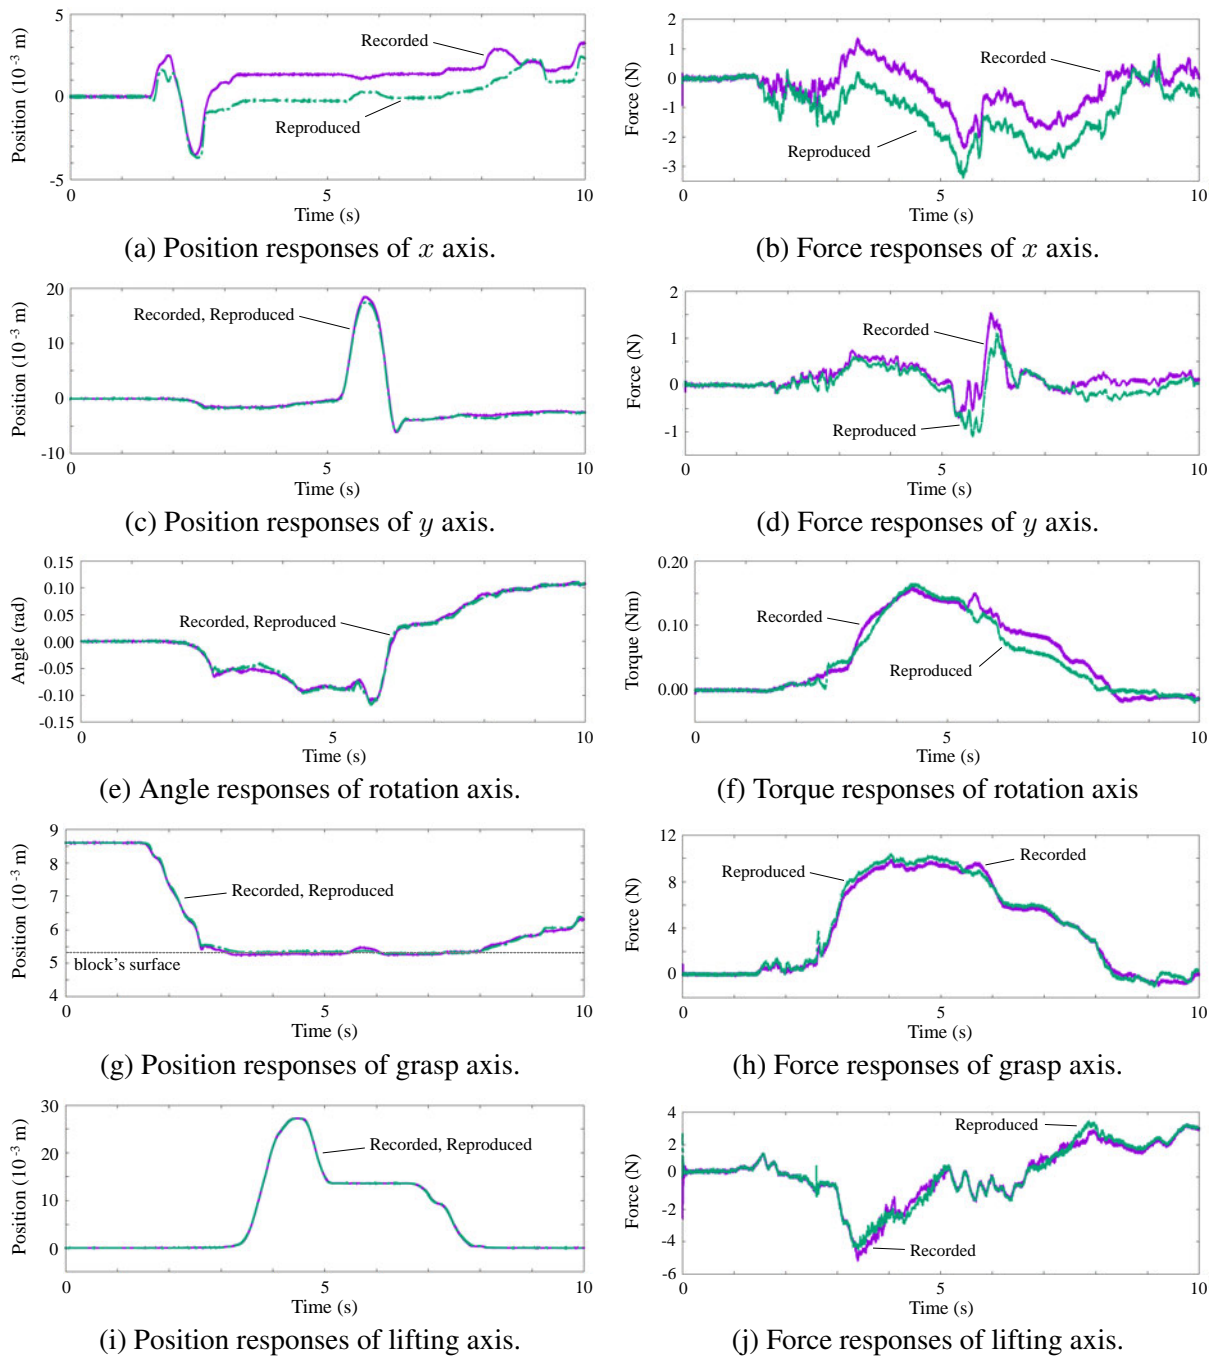 Position (10⁻³ m)
5
0
-5
Recorded
Reproduced
0
5
10
Time (s)
(a) Position responses of x axis.
Force (N)
2
1
0
-1
-2
-3
Recorded
Reproduced
0
5
10
Time (s)
(b) Force responses of x axis.
Position (10⁻³ m)
20
10
0
-10
Recorded, Reproduced
0
5
10
Time (s)
(c) Position responses of y axis.
Force (N)
2
1
0
-1
Recorded
Reproduced
0
5
10
Time (s)
(d) Force responses of y axis.
Angle (rad)
0.15
0.10
0.05
0.00
-0.05
-0.10
-0.15
Recorded, Reproduced
0
5
10
Time (s)
(e) Angle responses of rotation axis.
Torque (Nm)
0.20
0.10
0.00
Recorded
Reproduced
0
5
10
Time (s)
(f) Torque responses of rotation axis
Position (10⁻³ m)
9
8
7
6
5
4
Recorded, Reproduced
block's surface
0
5
10
Time (s)
(g) Position responses of grasp axis.
Force (N)
12
8
4
0
Reproduced
Recorded
0
5
10
Time (s)
(h) Force responses of grasp axis.
Position (10⁻³ m)
30
20
10
0
Recorded, Reproduced
0
5
10
Time (s)
(i) Position responses of lifting axis.
Force (N)
4
2
0
-2
-4
-6
Reproduced
Recorded
0
5
10
Time (s)
(j) Force responses of lifting axis.